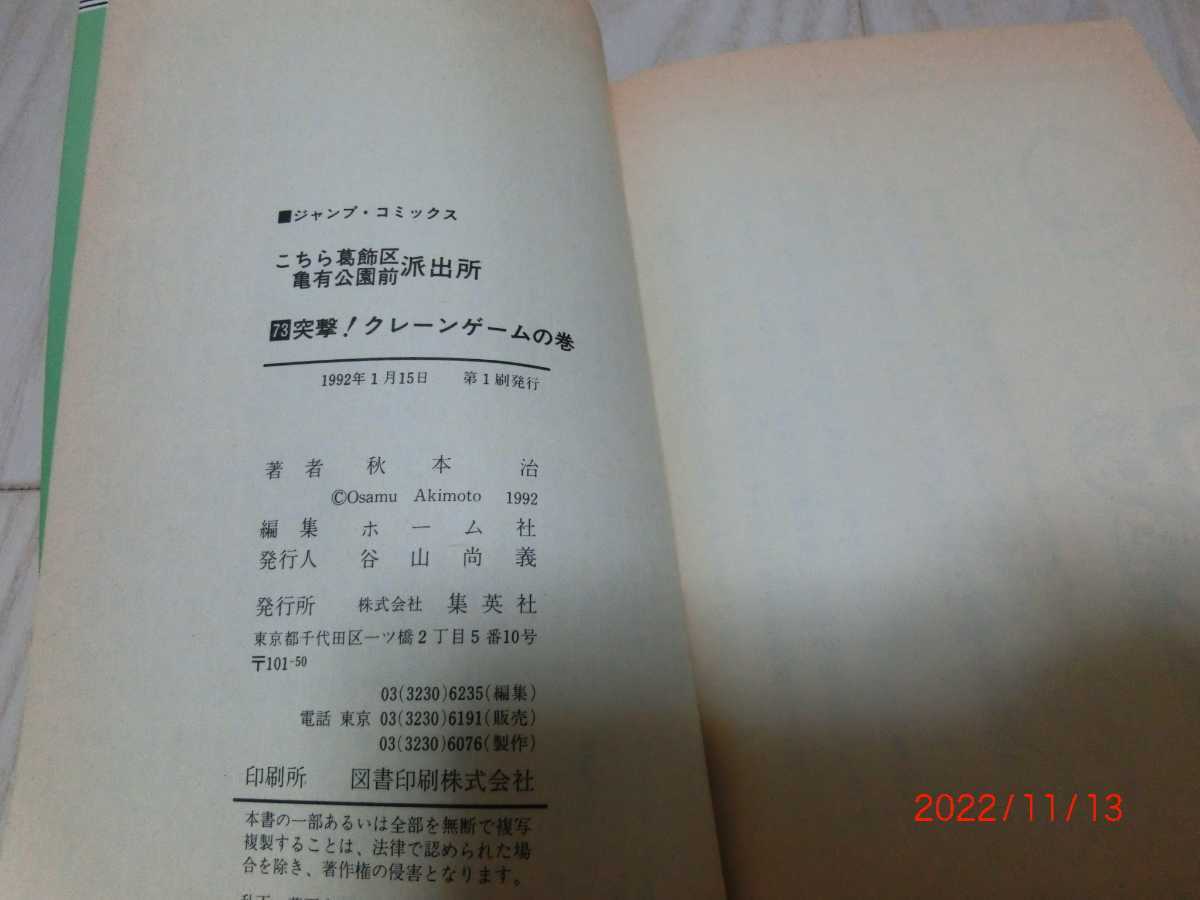 ■ジャンプ・コミックス
こちら葛飾区
亀有公園前
派出所
73突撃!クレーンゲームの巻
1992年1月15日 第1刷発行
著者 秋本 治
©Osamu Akimoto 1992
編集 ホーム社
発行人 谷山尚義
発行所 株式会社 集英社
東京都千代田区一ツ橋2丁目5番10号
〒101-50
03(3230)6235(編集)
電話 東京 03(3230)6191(販売)
03(3230)6076(製作)
印刷所 図書印刷株式会社
本書の一部あるいは全部を無断で複写
複製することは、法律で認められた場
合を除き、著作権の侵害となります。
2022/11/13